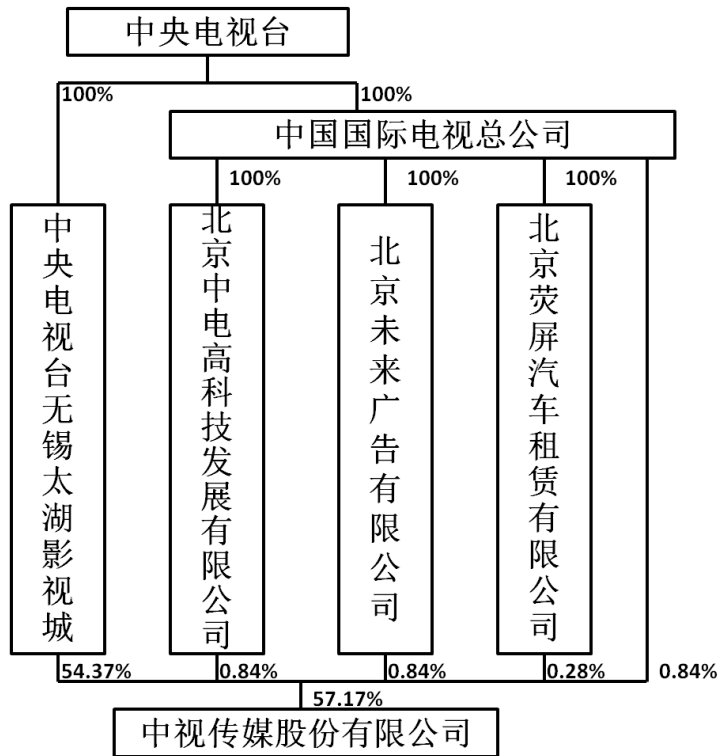 中央电视台
100%
100%
中国国际电视总公司
100%
100%
100%
中央电视台无锡太湖影视城
北京中电高科技发展有限公司
北京未来广告有限公司
北京荧屏汽车租赁有限公司
54.37%
0.84%
0.84%
0.28%
0.84%
57.17%
中视传媒股份有限公司